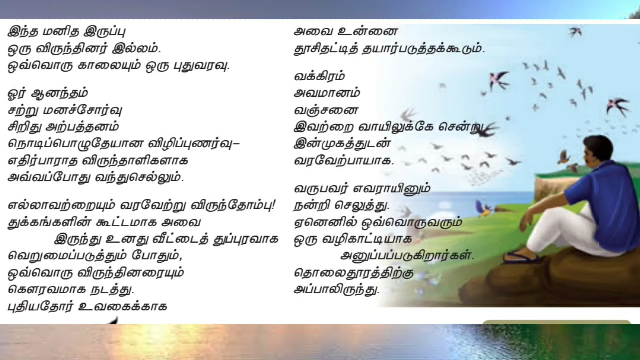 இந்த மனித இருப்பு
ஒரு விருந்தினர் இல்லம்.
ஒவ்வொரு காலையும் ஒரு புதுவரவு.
ஓர் ஆனந்தம்
சற்று மனச்சோர்வு
சிறிது அற்பத்தனம்
நொடிப்பொழுதேயான விழிப்புணர்வு–
எதிர்பாராத விருந்தாளிகளாக
அவ்வப்போது வந்துசெல்லும்.
எல்லாவற்றையும் வரவேற்று விருந்தோம்பு!
துக்கங்களின் கூட்டமாக அவை
இருந்து உனது வீட்டைத் துப்புரவாக
வெறுமைப்படுத்தும் போதும்,
ஒவ்வொரு விருந்தினரையும்
கௌரவமாக நடத்து.
புதியதோர் உவகைக்காக
அவை உன்னை
தூசிதட்டித் தயார்படுத்தக்கூடும்.
வக்கிரம்
அவமானம்
வஞ்சனை
இவற்றை வாயிலுக்கே சென்று
இன்முகத்துடன்
வரவேற்பாயாக.
வருபவர் எவராயினும்
நன்றி செலுத்து.
ஏனெனில் ஒவ்வொருவரும்
ஒரு வழிகாட்டியாக
அனுப்பப்படுகிறார்கள்.
தொலைதூரத்திற்கு
அப்பாலிருந்து.